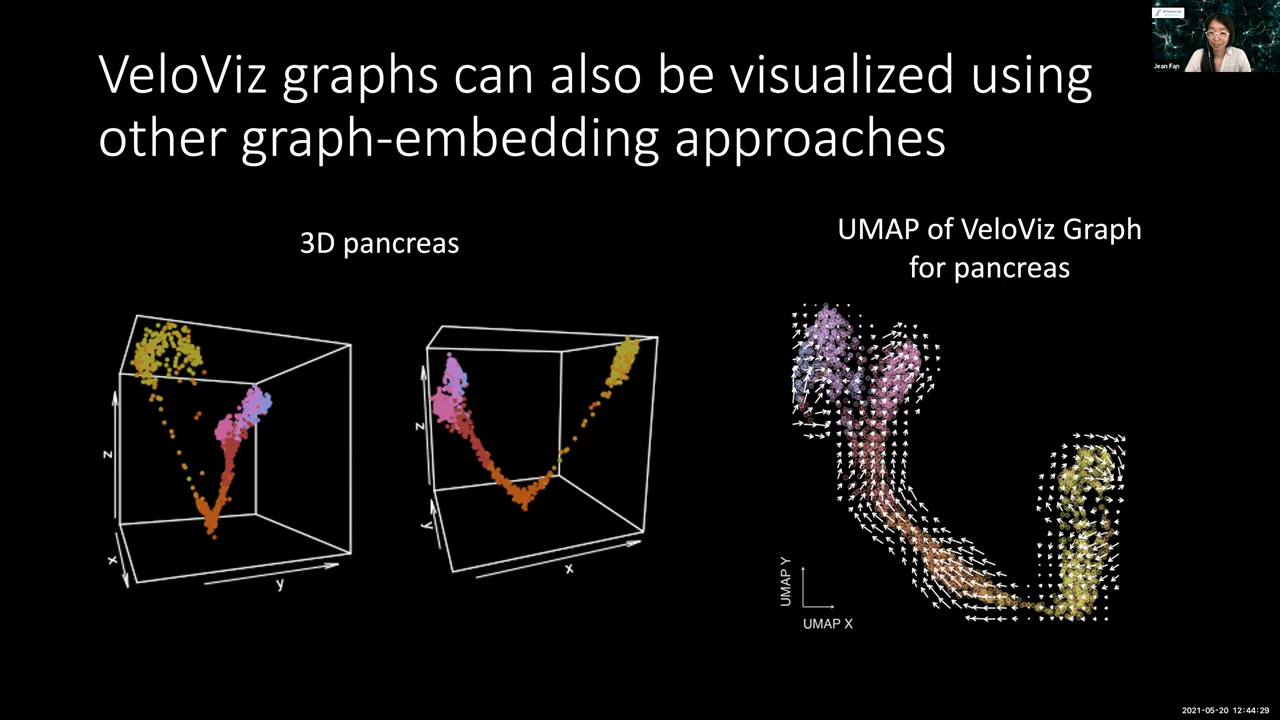 VeloViz graphs can also be visualized using
other graph-embedding approaches
Jean Fan
3D pancreas
UMAP of VeloViz Graph
for pancreas
z
x
y
z
y
x
UMAP Y
UMAP X
2021-05-20 12:44:29